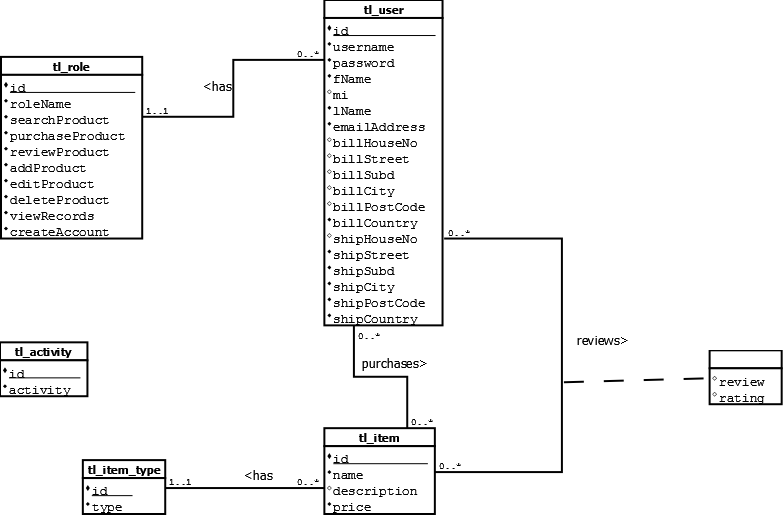 tl_user
id
username
password
fName
mi
lName
emailAddress
billHouseNo
billStreet
billSubd
billCity
billPostCode
billCountry
shipHouseNo
shipStreet
shipSubd
shipCity
shipPostCode
shipCountry
0..*
<has
1..1
tl_role
id
roleName
searchProduct
purchaseProduct
reviewProduct
addProduct
editProduct
deleteProduct
viewRecords
createAccount
0..*
0..*
purchases>
0..*
reviews>
tl_activity
id
activity
review
rating
tl_item
id
name
description
price
0..*
tl_item_type
id
type
1..1
<has
0..*